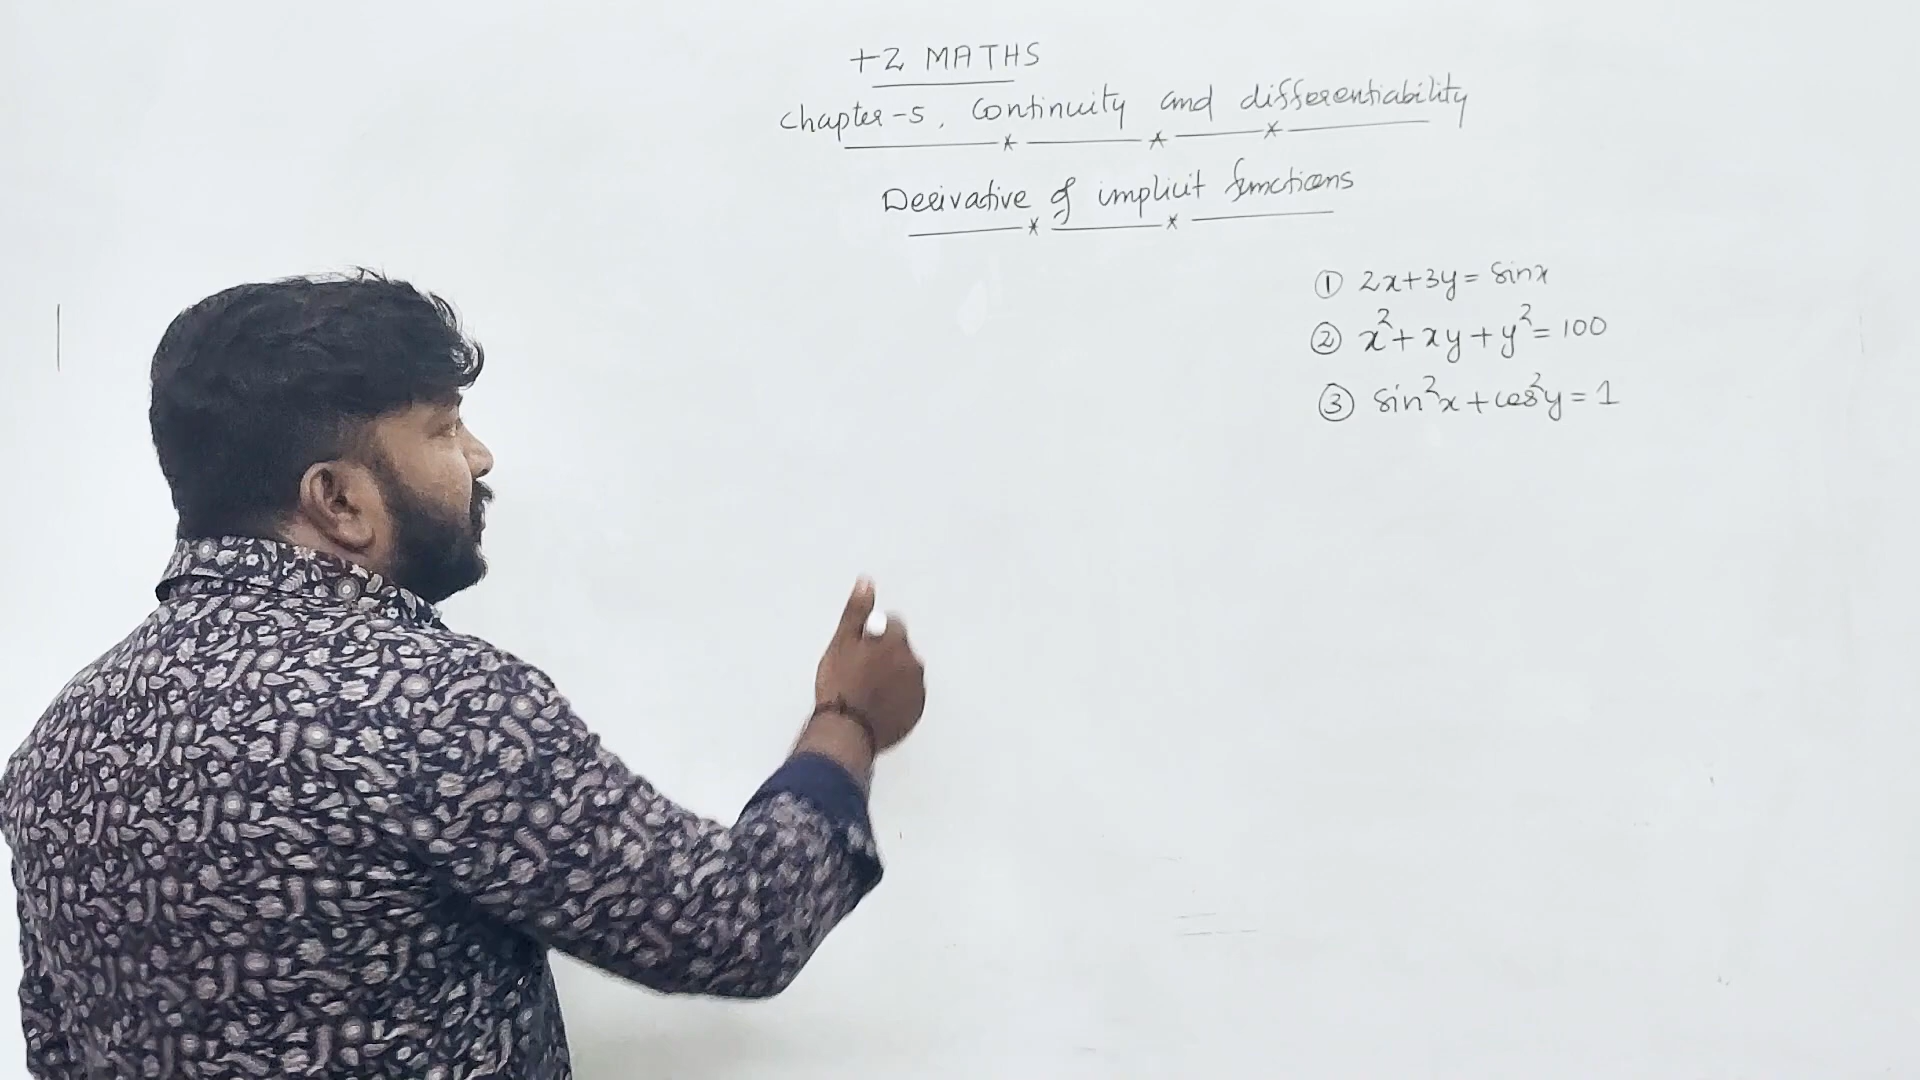 +2 MATHS
Chapter-5, Continuity and differentiability
Derivative of implicit functions
① 2x+3y = sinx
② x²+xy+y² = 100
③ sin²x+cos²y = 1